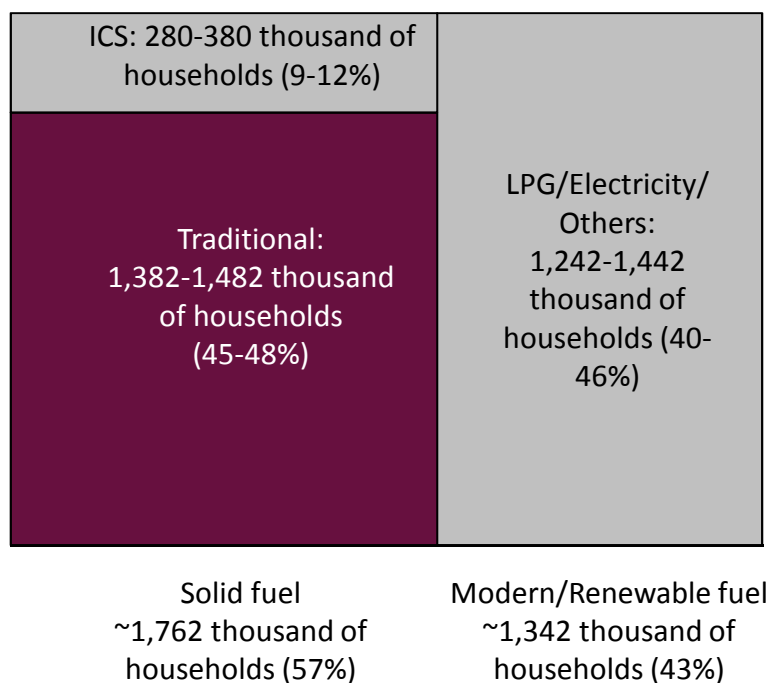 ICS: 280-380 thousand of
households (9-12%)
Traditional:
1,382-1,482 thousand
of households
(45-48%)
LPG/Electricity/
Others:
1,242-1,442
thousand of
households (40-
46%)
Solid fuel
~1,762 thousand of
households (57%)
Modern/Renewable fuel
~1,342 thousand of
households (43%)